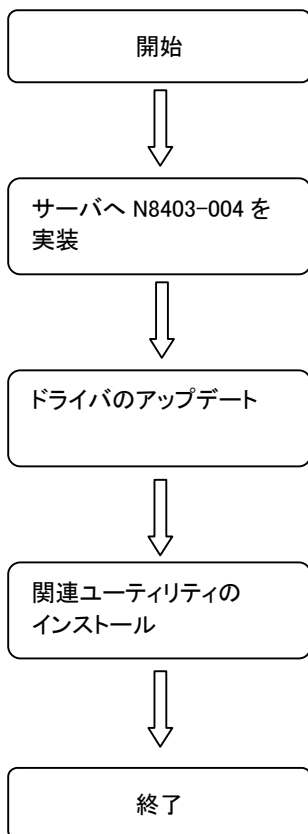 開始
サーバへ N8403-004 を
実装
ドライバのアップデート
関連ユーティリティの
インストール
終了